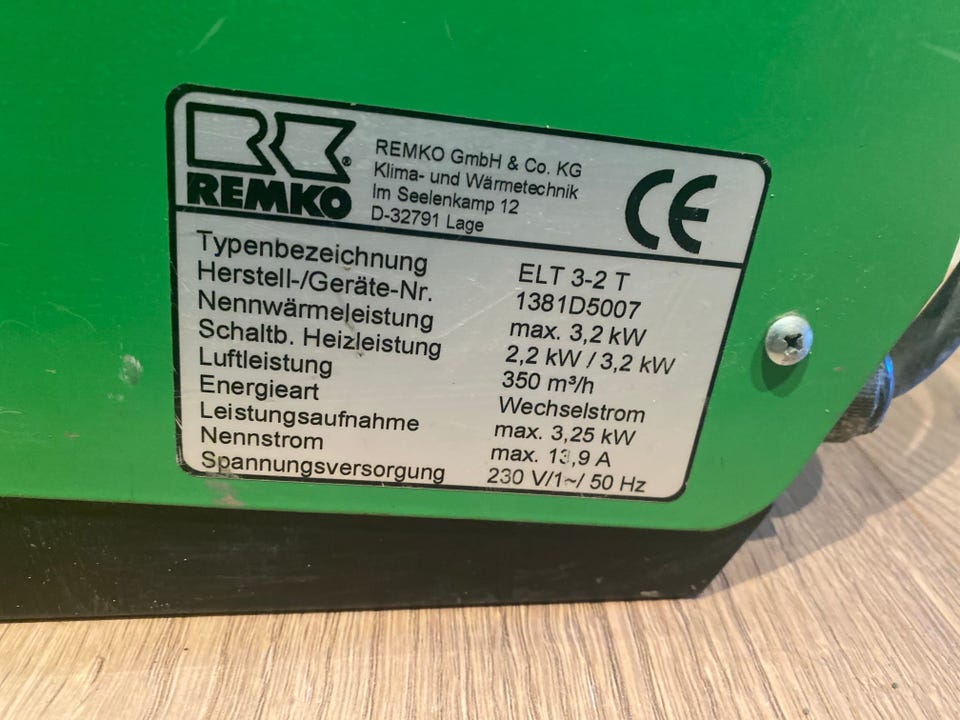 REMKO
REMKO GmbH & Co. KG
Klima- und Wärmetechnik
Im Seelenkamp 12
D-32791 Lage
CE
Typenbezeichnung ELT 3-2 T
Herstell-/Geräte-Nr. 1381D5007
Nennwärmeleistung max. 3,2 kW
Schaltb. Heizleistung 2,2 kW / 3,2 kW
Luftleistung 350 m³/h
Energieart Wechselstrom
Leistungsaufnahme max. 3,25 kW
Nennstrom max. 13,9 A
Spannungsversorgung 230 V/1~/ 50 Hz